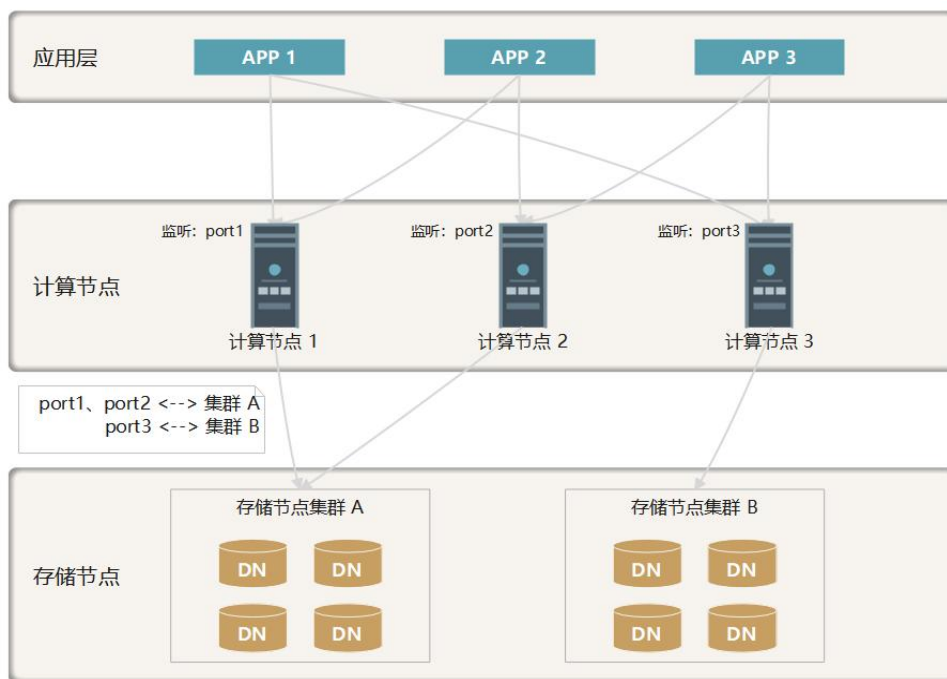 应用层
APP 1
APP 2
APP 3
监听: port1
监听: port2
监听: port3
计算节点
计算节点 1
计算节点 2
计算节点 3
port1、port2 <--> 集群 A
port3 <--> 集群 B
存储节点集群 A
存储节点集群 B
存储节点
DN
DN
DN
DN
DN
DN
DN
DN